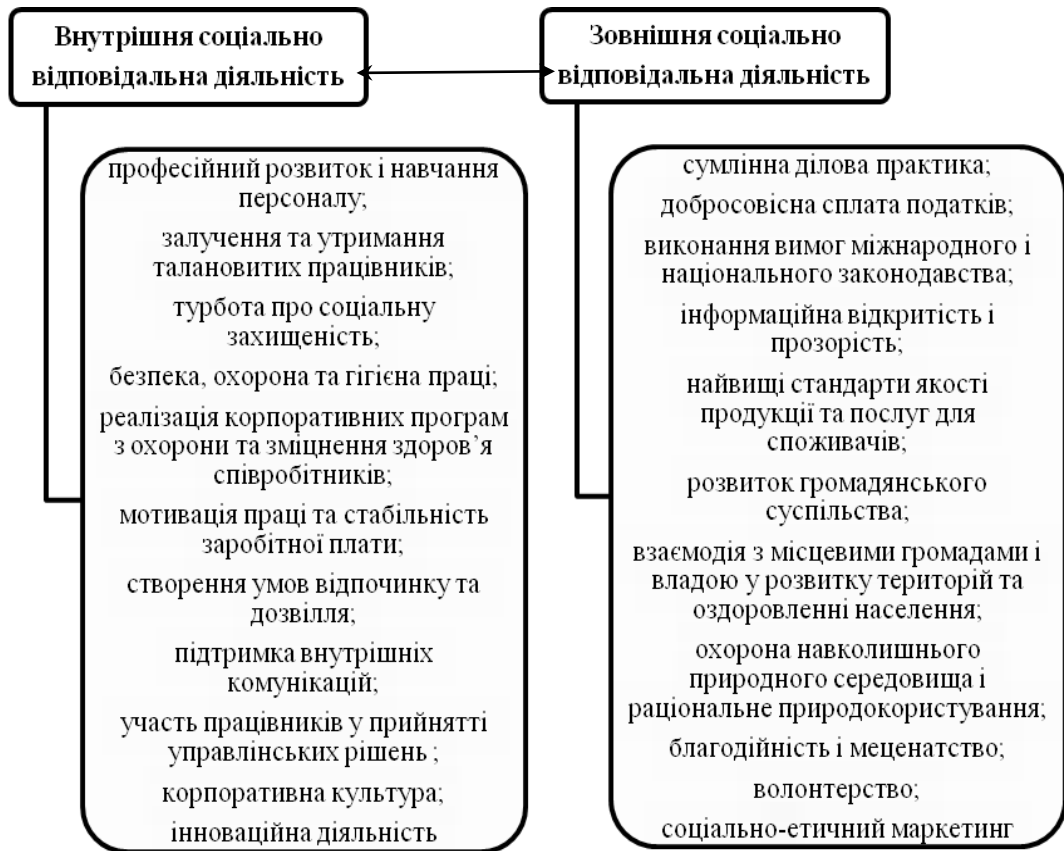 Внутрішня соціально
відповідальна діяльність
Зовнішня соціально
відповідальна діяльність
професійний розвиток і навчання
персоналу;
залучення та утримання
талановитих працівників;
турбота про соціальну
захищеність;
безпека, охорона та гігієна праці;
реалізація корпоративних програм
з охорони та зміцнення здоров’я
співробітників;
мотивація праці та стабільність
заробітної плати;
створення умов відпочинку та
дозвілля;
підтримка внутрішніх
комунікацій;
участь працівників у прийнятті
управлінських рішень ;
корпоративна культура;
інноваційна діяльність
сумлінна ділова практика;
добросовісна сплата податків;
виконання вимог міжнародного і
національного законодавства;
інформаційна відкритість і
прозорість;
найвищі стандарти якості
продукції та послуг для
споживачів;
розвиток громадянського
суспільства;
взаємодія з місцевими громадами і
владою у розвитку територій та
оздоровленні населення;
охорона навколишнього
природного середовища і
раціональне природокористування;
благодійність і меценатство;
волонтерство;
соціально-етичний маркетинг